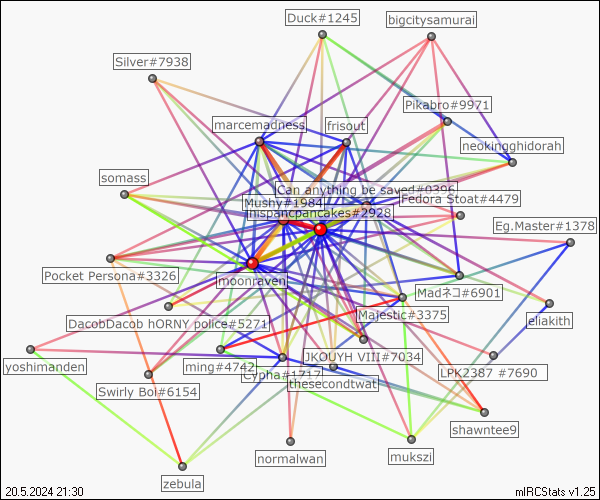 Duck#1245
bigcitysamurai
Silver#7938
Pikabro#9971
marcemadness
frisout
neokingghidorah
somass
Can anything be saved#0396
Mushy#1984
Fedora Stoat#4479
hispancpancakes#2928
Eg.Master#1378
Pocket Persona#3326
moonraven
Madネコ#6901
Majestic#3375
eliakith
DacobDacob hORNY police#5271
JKOUYH VIII#7034
yoshimanden
ming#4742
Cypha#1717
LPK2387 #7690
thesecondtwat
Swirly Boi#6154
shawntee9
normalwan
mukszi
zebula
20.5.2024 21:30
mIRCStats v1.25